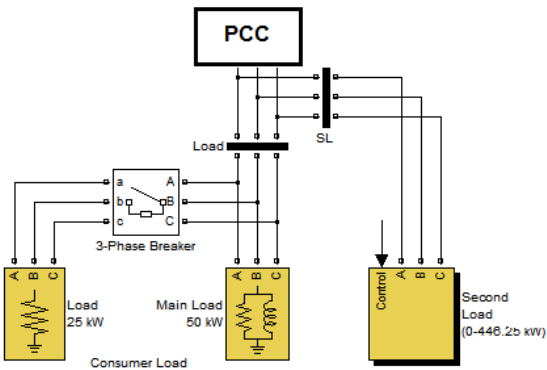 PCC
SL
Load
a A
b B
c C
3-Phase Breaker
A B C
A B C
Control A B C
Load
25 kW
Main Load
50 kW
Second
Load
(0-446.25 kW)
Consumer Load